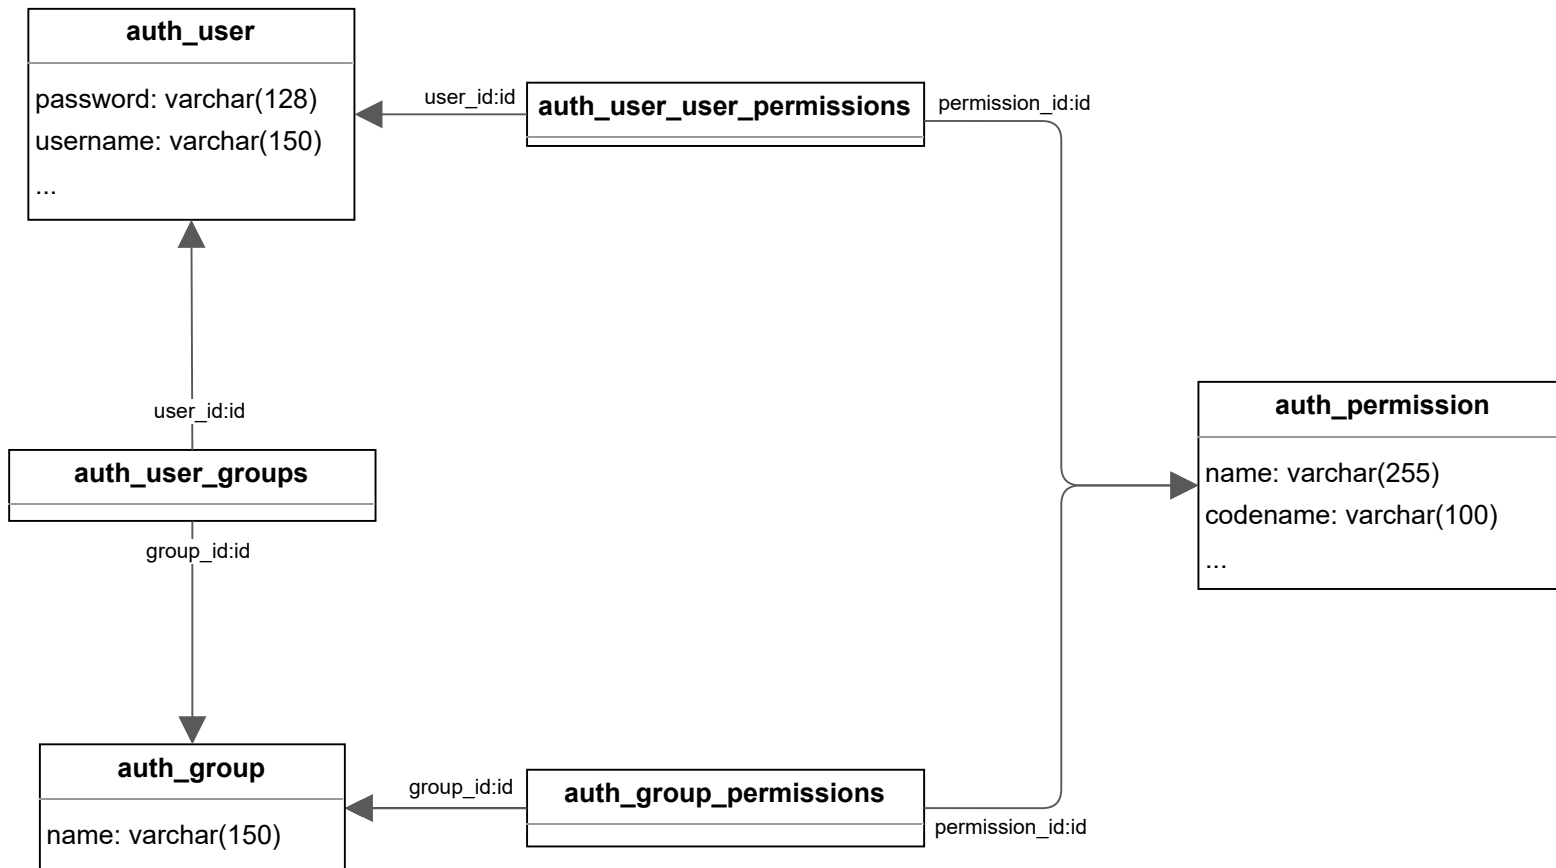 auth_user
password: varchar(128)
username: varchar(150)
...
user_id:id
auth_user_user_permissions
permission_id:id
user_id:id
auth_user_groups
group_id:id
auth_permission
name: varchar(255)
codename: varchar(100)
...
auth_group
name: varchar(150)
group_id:id
auth_group_permissions
permission_id:id